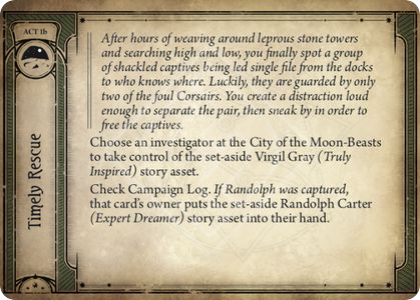 ACT 1b
Timely Rescue
After hours of weaving around leprous stone towers
and searching high and low, you finally spot a group
of shackled captives being led single file from the docks
to who knows where. Luckily, they are guarded by only
two of the foul Corsairs. You create a distraction loud
enough to separate the pair, then sneak by in order to
free the captives.
Choose an investigator at the City of the Moon-Beasts
to take control of the set-aside Virgil Gray (Truly
Inspired) story asset.
Check Campaign Log. If Randolph was captured,
that card's owner puts the set-aside Randolph Carter
(Expert Dreamer) story asset into their hand.